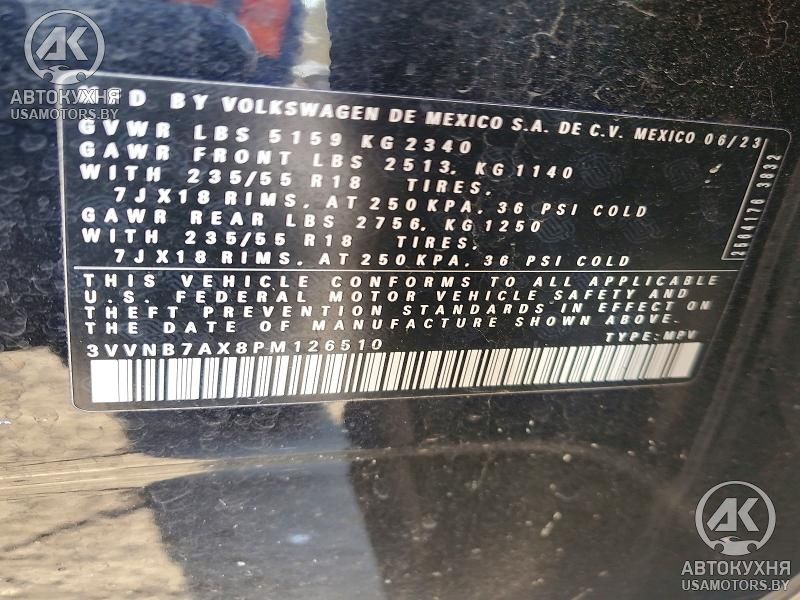 АК
АВТОКУХНЯ
USAMOTORS.BY
D BY VOLKSWAGEN DE MEXICO S.A. DE C.V. MEXICO 06/23
GVWR LBS 5159 KG 2340
GAWR FRONT LBS 2513, KG 1140
WITH 235/55 R18 TIRES,
7JX18 RIMS, AT 250 KPA, 36 PSI COLD
GAWR REAR LBS 2756, KG 1250
WITH 235/55 R18 TIRES,
7JX18 RIMS, AT 250 KPA, 36 PSI COLD
THIS VEHICLE CONFORMS TO ALL APPLICABLE
U.S. FEDERAL MOTOR VEHICLE SAFETY AND
THEFT PREVENTION STANDARDS IN EFFECT ON
THE DATE OF MANUFACTURE SHOWN ABOVE.
3VVNB7AX8PM126510 TYPE: MPV
2564176 3832
АК
АВТОКУХНЯ
USAMOTORS.BY